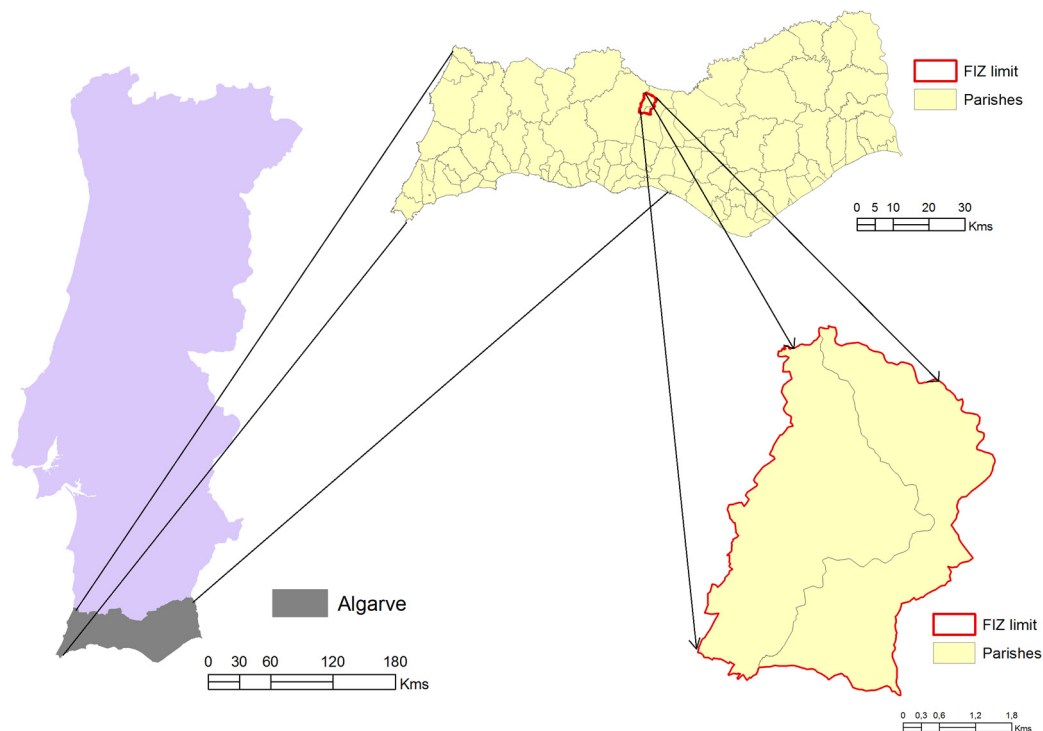 FIZ limit
Parishes
0 5 10 20 30
Kms
Algarve
0 30 60 120 180
Kms
FIZ limit
Parishes
0 0,3 0,6 1,2 1,8
Kms